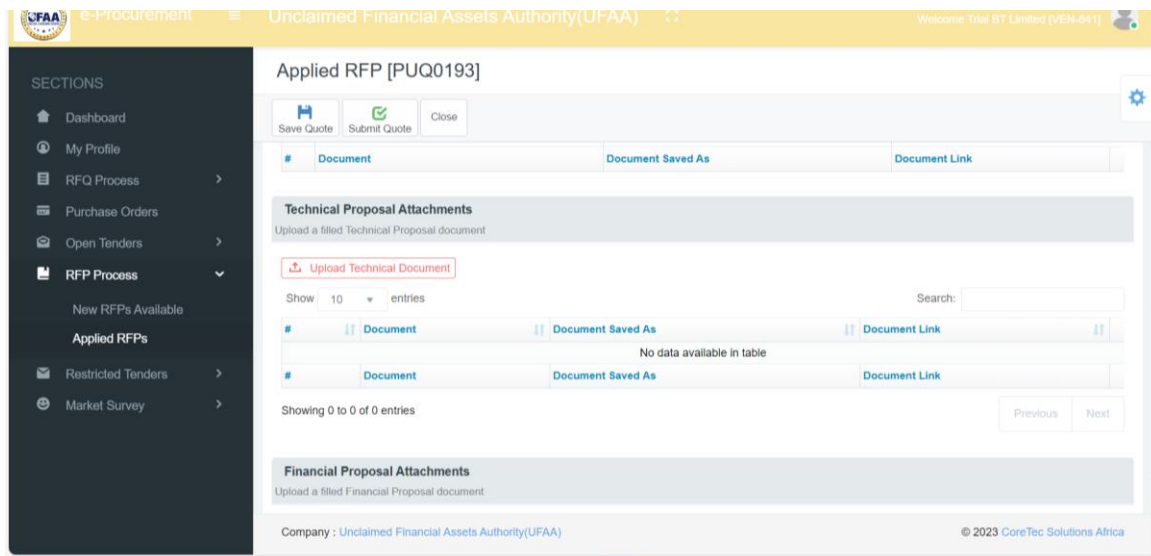 UFAA
e-Procurement
Unclaimed Financial Assets Authority(UFAA)
Welcome Trial BT Limited [VEN-641]
SECTIONS
Dashboard
My Profile
RFQ Process
Purchase Orders
Open Tenders
RFP Process
New RFPs Available
Applied RFPs
Restricted Tenders
Market Survey
Applied RFP [PUQ0193]
Save Quote Submit Quote Close
# Document Document Saved As Document Link
Technical Proposal Attachments
Upload a filled Technical Proposal document
Upload Technical Document
Show 10 entries Search:
# Document Document Saved As Document Link
No data available in table
# Document Document Saved As Document Link
Showing 0 to 0 of 0 entries
Previous Next
Financial Proposal Attachments
Upload a filled Financial Proposal document
Company : Unclaimed Financial Assets Authority(UFAA) © 2023 CoreTec Solutions Africa